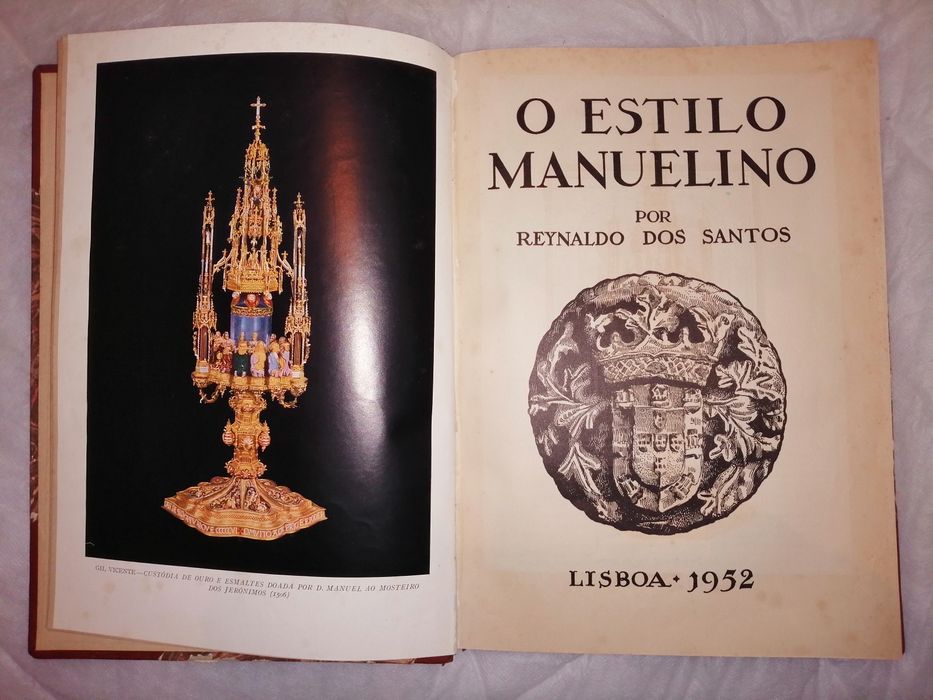 GIL VICENTE—CUSTÓDIA DE OURO E ESMALTES DOADA POR D. MANUEL AO MOSTEIRO
DOS JERÓNIMOS (1506)
O ESTILO
MANUELINO
POR
REYNALDO DOS SANTOS
LISBOA · 1952